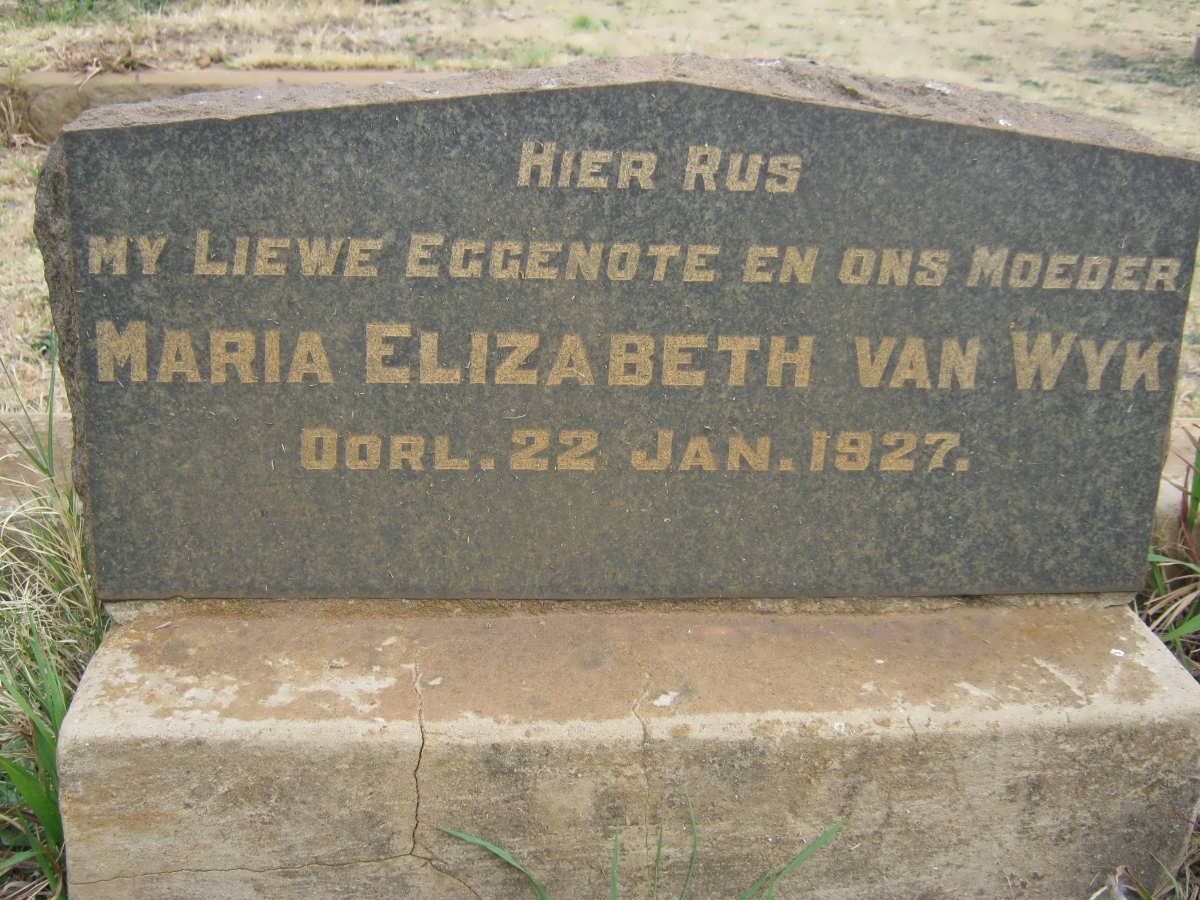 HIER RUS
MY LIEWE EGGENOTE EN ONS MOEDER
MARIA ELIZABETH VAN WYK
OORL. 22 JAN. 1927.